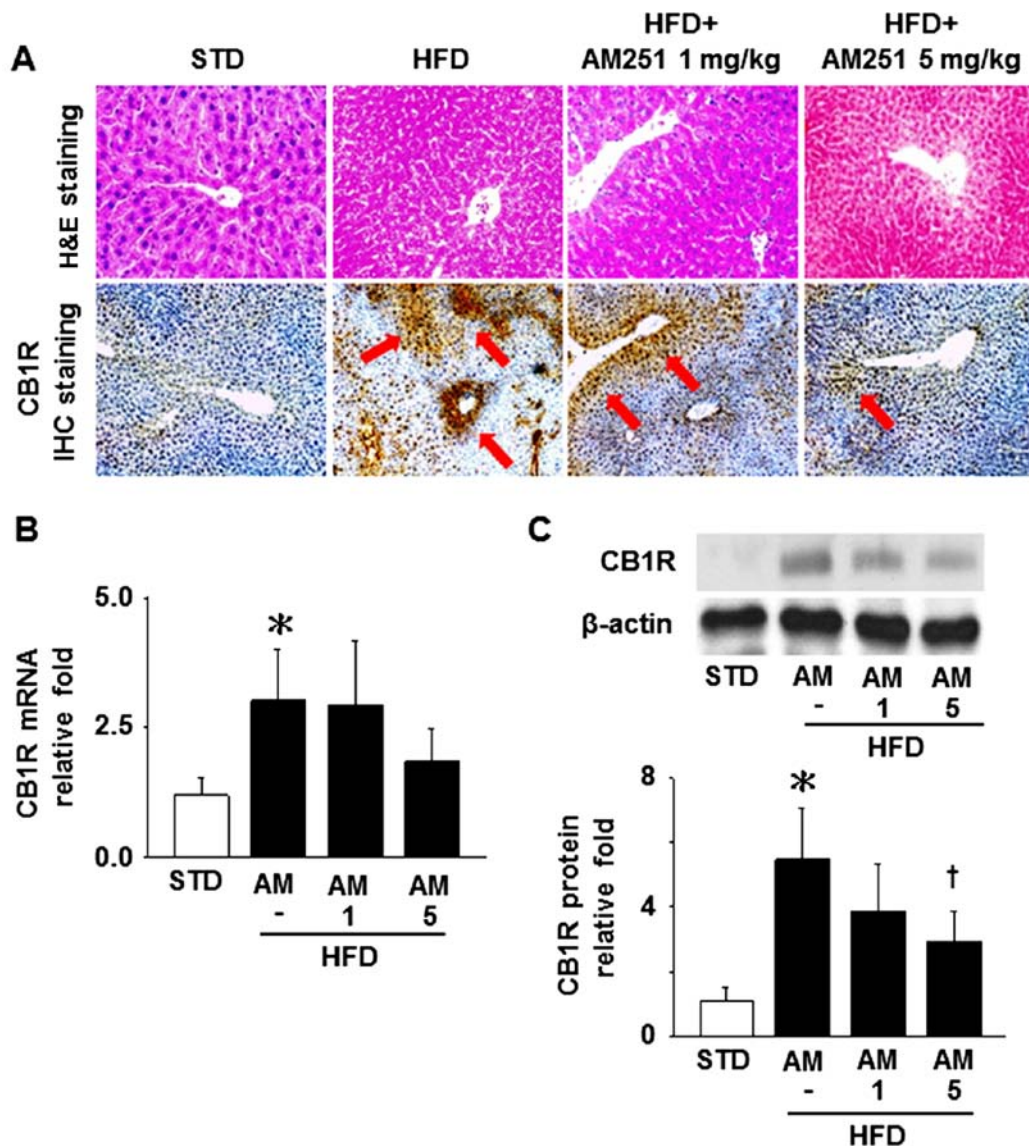 A
STD
HFD
HFD+
AM251 1 mg/kg
HFD+
AM251 5 mg/kg
H&E staining
CB1R
IHC staining
B
CB1R mRNA
relative fold
5.0
2.5
0.0
*
STD
AM
-
AM
1
AM
5
HFD
C
CB1R
β-actin
STD
AM
-
AM
1
AM
5
HFD
CB1R protein
relative fold
8
4
0
*
†
STD
AM
-
AM
1
AM
5
HFD